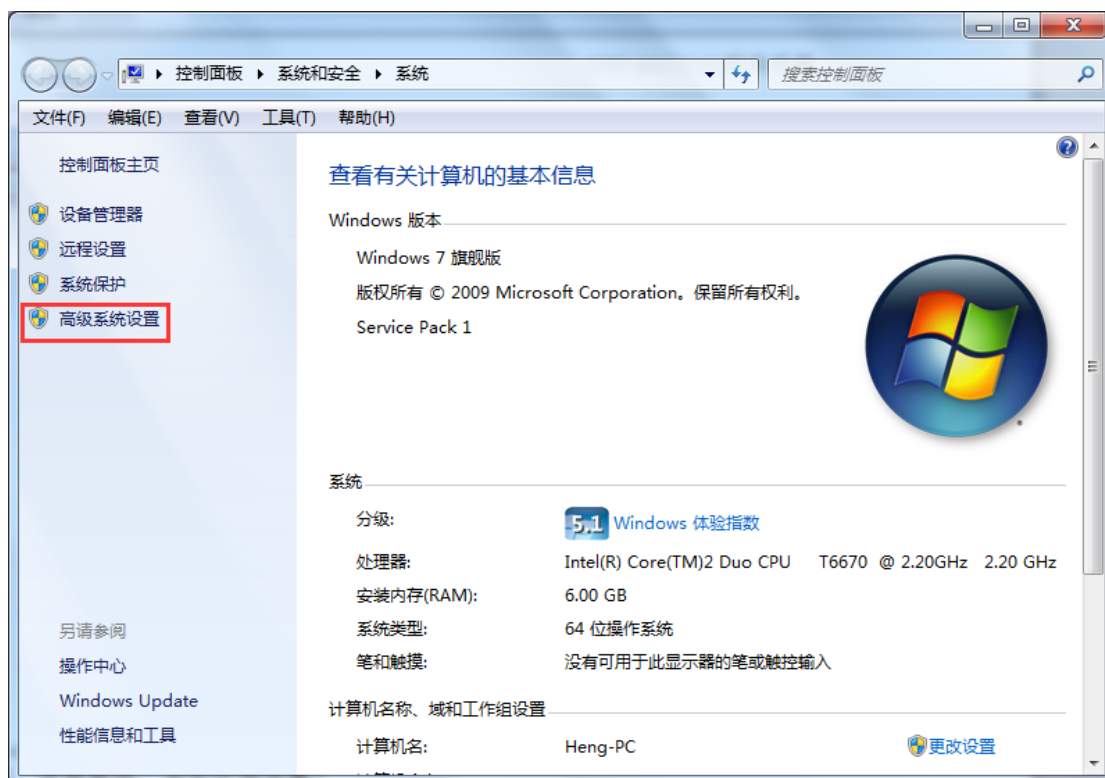 控制面板 ▸ 系统和安全 ▸ 系统
搜索控制面板
文件(F) 编辑(E) 查看(V) 工具(T) 帮助(H)
控制面板主页
设备管理器
远程设置
系统保护
高级系统设置
另请参阅
操作中心
Windows Update
性能信息和工具
查看有关计算机的基本信息
Windows 版本
Windows 7 旗舰版
版权所有 © 2009 Microsoft Corporation。保留所有权利。
Service Pack 1
系统
分级: 5.1 Windows 体验指数
处理器: Intel(R) Core(TM)2 Duo CPU T6670 @ 2.20GHz 2.20 GHz
安装内存(RAM): 6.00 GB
系统类型: 64 位操作系统
笔和触摸: 没有可用于此显示器的笔或触控输入
计算机名称、域和工作组设置
计算机名: Heng-PC 更改设置